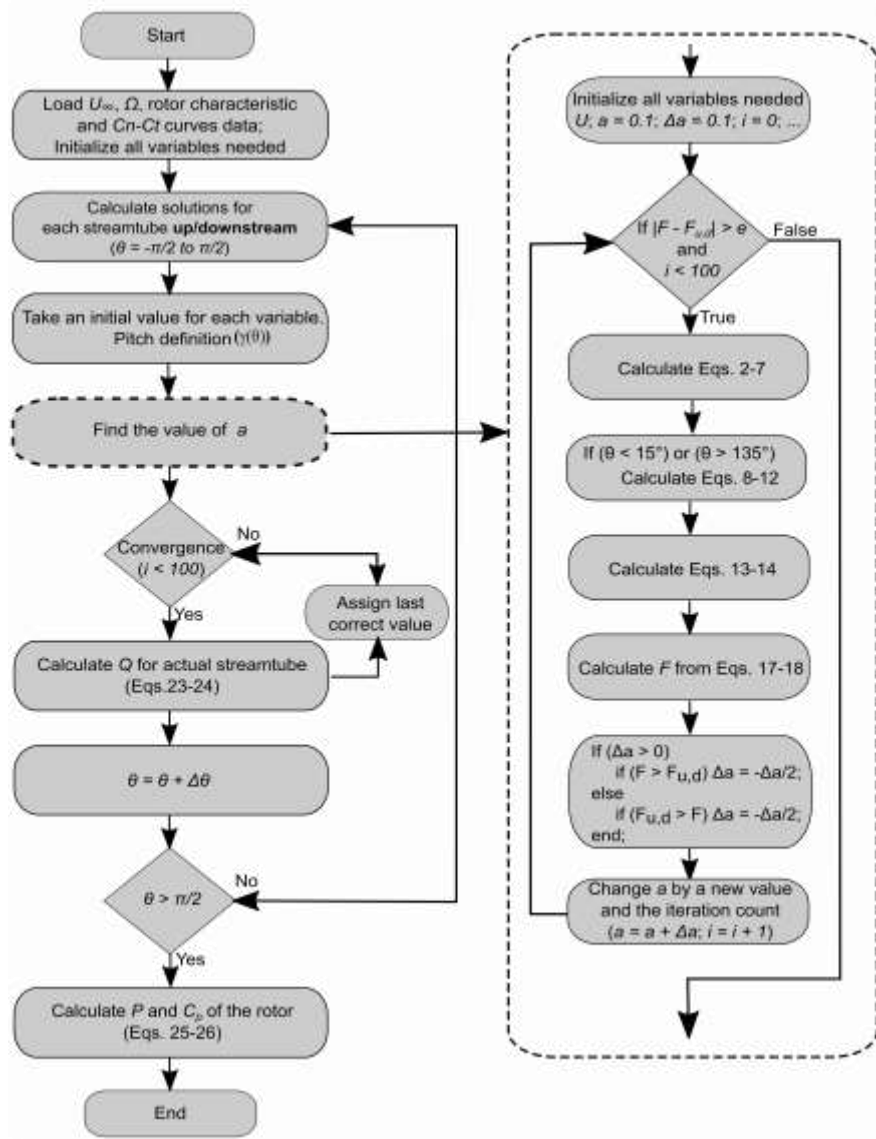 Start
Load U∞, Ω, rotor characteristic
and Cn-Ct curves data;
Initialize all variables needed
Calculate solutions for
each streamtube up/downstream
(θ = -π/2 to π/2)
Take an initial value for each variable.
Pitch definition (γ(θ))
Find the value of a
Convergence
(i < 100)
No
Yes
Assign last
correct value
Calculate Q for actual streamtube
(Eqs.23-24)
θ = θ + Δθ
θ > π/2
No
Yes
Calculate P and Cp of the rotor
(Eqs. 25-26)
End
Initialize all variables needed
U; a = 0.1; Δa = 0.1; i = 0; ...
If |F - Fu,d| > e
and
i < 100
False
True
Calculate Eqs. 2-7
If (θ < 15°) or (θ > 135°)
Calculate Eqs. 8-12
Calculate Eqs. 13-14
Calculate F from Eqs. 17-18
If (Δa > 0)
if (F > Fu,d) Δa = -Δa/2;
else
if (Fu,d > F) Δa = -Δa/2;
end;
Change a by a new value
and the iteration count
(a = a + Δa; i = i + 1)